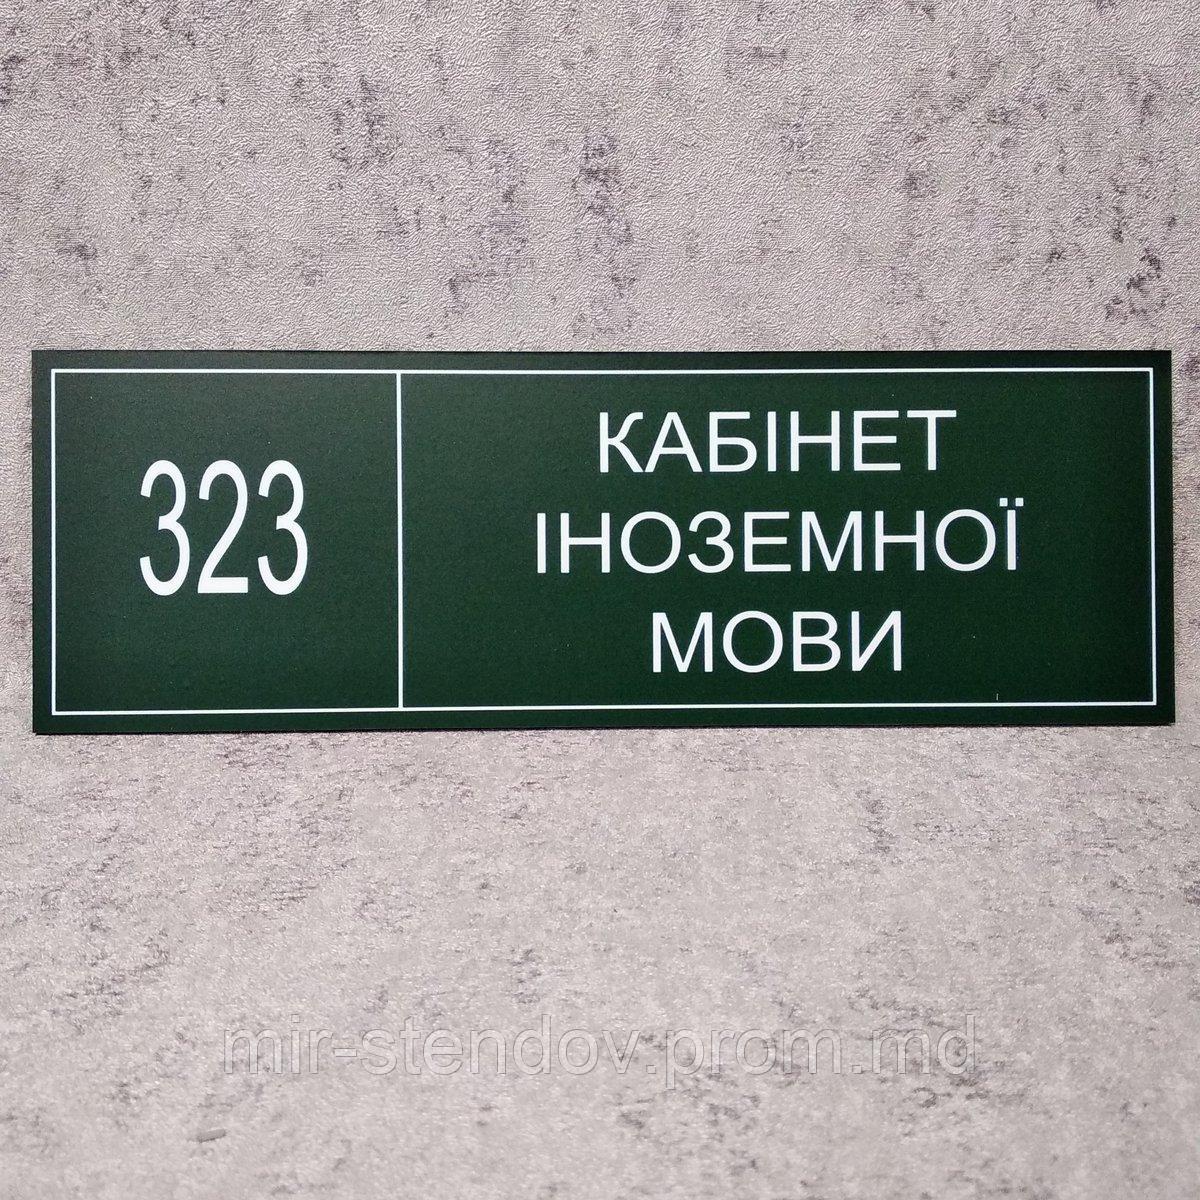 323
КАБІНЕТ
ІНОЗЕМНОЇ
МОВИ
mir-stendov.prom.md